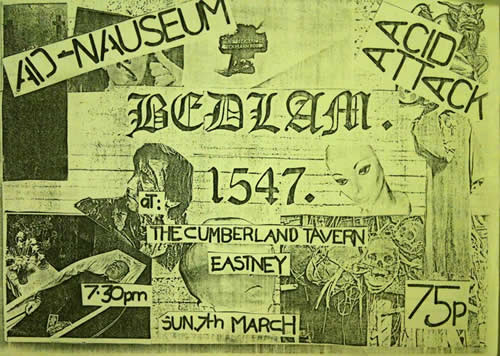 AD-NAUSEUM
ACID
ATTACK
BEDLAM.
1547.
at:
THE CUMBERLAND TAVERN
EASTNEY
7·30pm
SUN.7th MARCH
75p